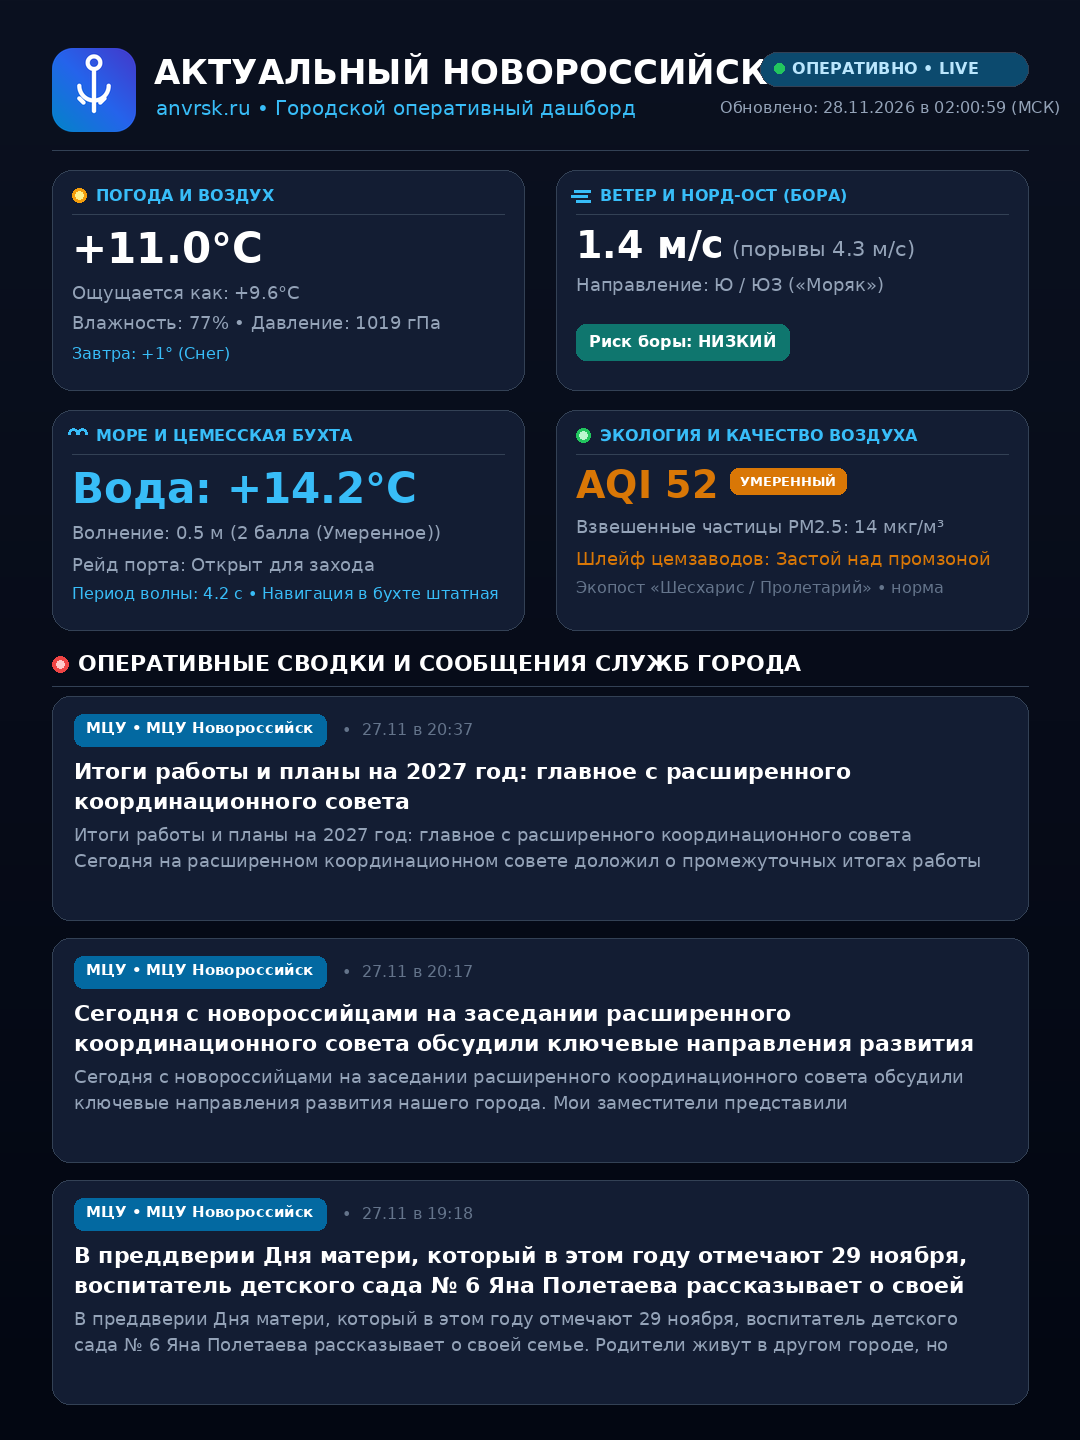 АКТУАЛЬНЫЙ НОВОРОССИЙСК
ОПЕРАТИВНО • LIVE
anvrsk.ru • Городской оперативный дашборд
Обновлено: 28.11.2026 в 02:00:59 (МСК)
ПОГОДА И ВОЗДУХ
+11.0°C
Ощущается как: +9.6°C
Влажность: 77% • Давление: 1019 гПа
Завтра: +1° (Снег)
ВЕТЕР И НОРД-ОСТ (БОРА)
1.4 м/с (порывы 4.3 м/с)
Направление: Ю / ЮЗ («Моряк»)
Риск боры: НИЗКИЙ
МОРЕ И ЦЕМЕССКАЯ БУХТА
Вода: +14.2°C
Волнение: 0.5 м (2 балла (Умеренное))
Рейд порта: Открыт для захода
Период волны: 4.2 с • Навигация в бухте штатная
ЭКОЛОГИЯ И КАЧЕСТВО ВОЗДУХА
AQI 52 УМЕРЕННЫЙ
Взвешенные частицы PM2.5: 14 мкг/м³
Шлейф цемзаводов: Застой над промзоной
Экопост «Шесхарис / Пролетарий» • норма
ОПЕРАТИВНЫЕ СВОДКИ И СООБЩЕНИЯ СЛУЖБ ГОРОДА
МЦУ • МЦУ Новороссийск • 27.11 в 20:37
Итоги работы и планы на 2027 год: главное с расширенного
координационного совета
Итоги работы и планы на 2027 год: главное с расширенного координационного совета
Сегодня на расширенном координационном совете доложил о промежуточных итогах работы
МЦУ • МЦУ Новороссийск • 27.11 в 20:17
Сегодня с новороссийцами на заседании расширенного
координационного совета обсудили ключевые направления развития
Сегодня с новороссийцами на заседании расширенного координационного совета обсудили
ключевые направления развития нашего города. Мои заместители представили
МЦУ • МЦУ Новороссийск • 27.11 в 19:18
В преддверии Дня матери, который в этом году отмечают 29 ноября,
воспитатель детского сада № 6 Яна Полетаева рассказывает о своей
В преддверии Дня матери, который в этом году отмечают 29 ноября, воспитатель детского
сада № 6 Яна Полетаева рассказывает о своей семье. Родители живут в другом городе, но